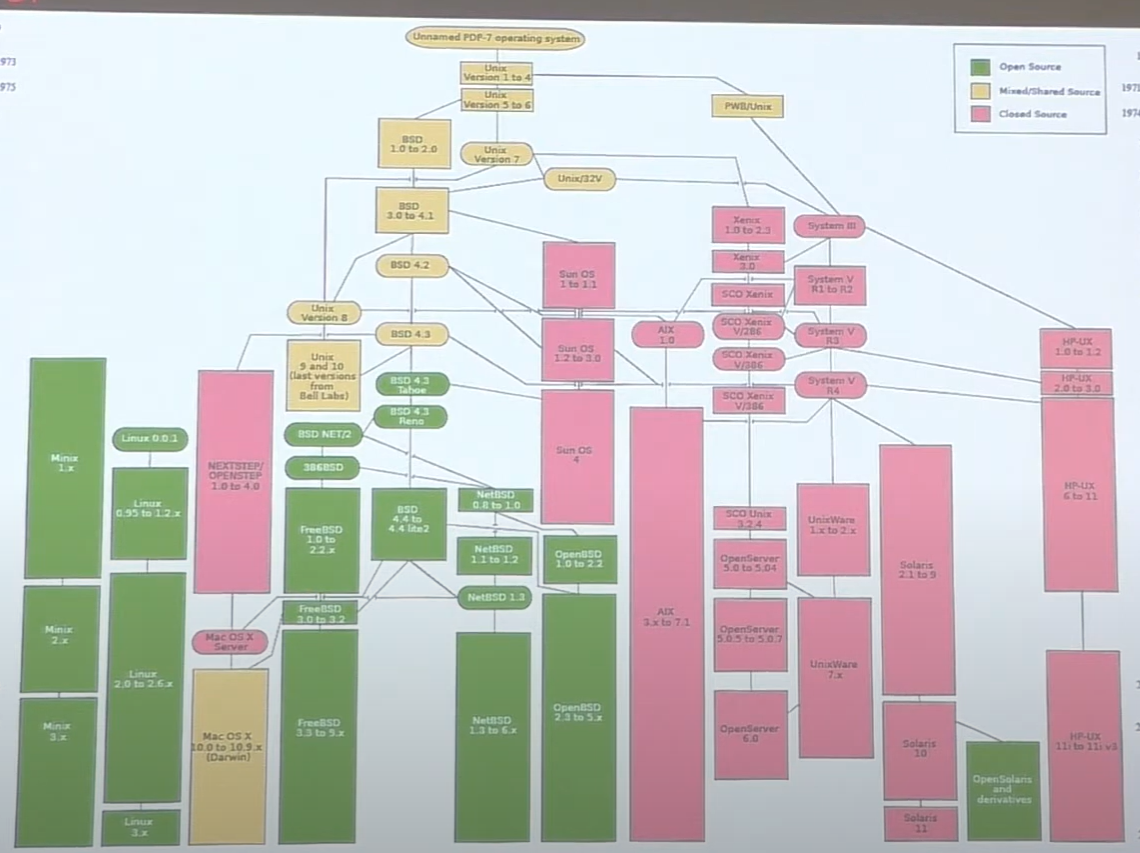 Unnamed PDP-7 operating system
973
Unix
Version 1 to 4
Open Source
975
Unix
Version 5 to 6
PWB/Unix
Mixed/Shared Source
1971
Closed Source
1974
BSD
1.0 to 2.0
Unix
Version 7
Unix/32V
BSD
3.0 to 4.1
Xenix
1.0 to 2.3
System III
BSD 4.2
Sun OS
1 to 1.1
Xenix
3.0
System V
R1 to R2
SCO Xenix
Unix
Version 8
BSD 4.3
Sun OS
1.2 to 3.0
AIX
1.0
SCO Xenix
V/286
System V
R3
HP-UX
1.0 to 1.2
Unix
9 and 10
(last versions
from
Bell Labs)
BSD 4.3
Tahoe
SCO Xenix
V/386
System V
R4
HP-UX
2.0 to 3.0
SCO Xenix
V/386
BSD 4.3
Reno
Minix
1.x
Linux 0.0.1
NEXTSTEP/
OPENSTEP
1.0 to 4.0
BSD NET/2
386BSD
Sun OS
4
HP-UX
6 to 11
Linux
0.95 to 1.2.x
FreeBSD
1.0 to
2.2.x
BSD
4.4 to
4.4 lite2
NetBSD
0.8 to 1.0
SCO Unix
3.2.4
UnixWare
1.x to 2.x
Solaris
2.1 to 9
NetBSD
1.1 to 1.2
OpenBSD
1.0 to 2.2
OpenServer
5.0 to 5.04
NetBSD 1.3
FreeBSD
3.0 to 3.2
AIX
3.x to 7.1
Minix
2.x
Mac OS X
Server
OpenServer
5.0.5 to 5.0.7
UnixWare
7.x
Linux
2.0 to 2.6.x
Minix
3.x
Mac OS X
10.0 to 10.9.x
(Darwin)
FreeBSD
3.3 to 9.x
NetBSD
1.3 to 6.x
OpenBSD
2.3 to 5.x
OpenServer
6.0
Solaris
10
HP-UX
11i to 11i v3
OpenSolaris
and
derivatives
Linux
3.x
Solaris
11